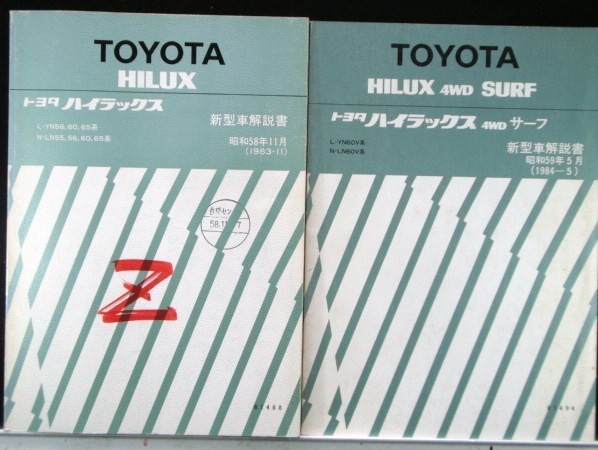 TOYOTA
HILUX
トヨタ ハイラックス
L-YN56,60,65系
N-LN55,56,60,65系
新型車解説書
昭和58年11月
(1983-11)
58.11.
Z
61488
TOYOTA
HILUX 4WD SURF
トヨタ ハイラックス 4WD サーフ
L-YN60V系
N-LN60V系
新型車解説書
昭和59年5月
(1984-5)
61494